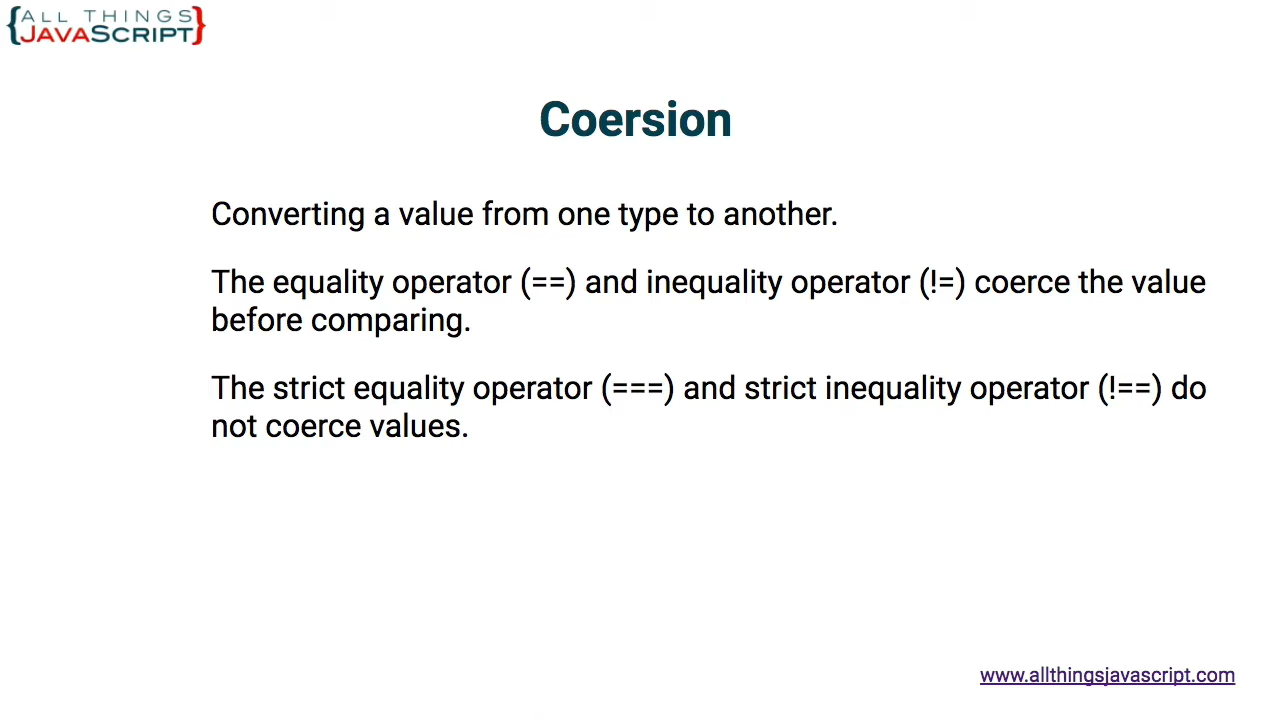 {ALL THINGS
JAVASCRIPT}
Coersion
Converting a value from one type to another.
The equality operator (==) and inequality operator (!=) coerce the value
before comparing.
The strict equality operator (===) and strict inequality operator (!==) do
not coerce values.
www.allthingsjavascript.com